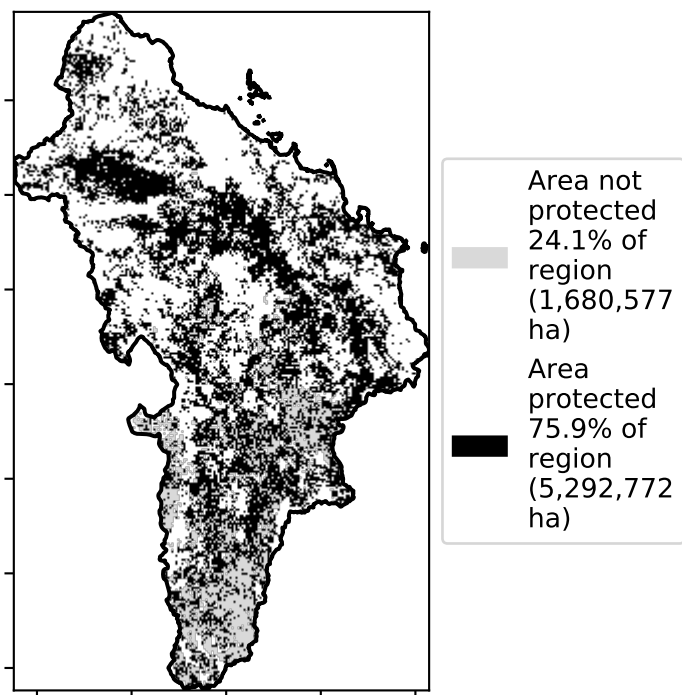 Area not
protected
24.1% of
region
(1,680,577
ha)
Area
protected
75.9% of
region
(5,292,772
ha)